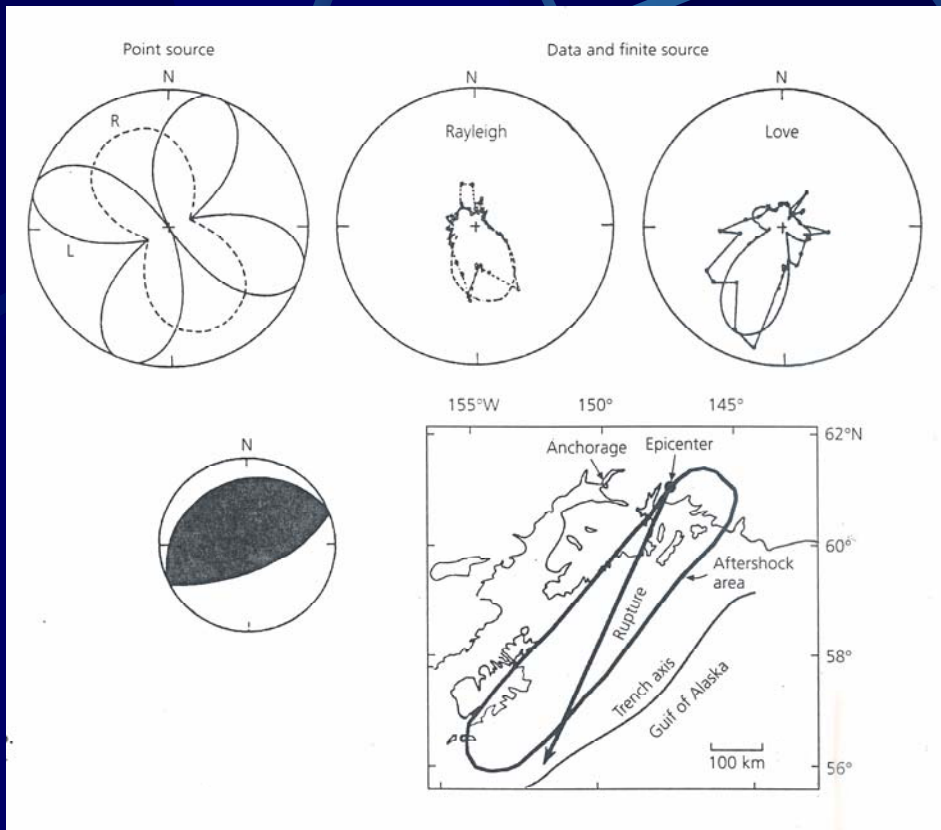 Point source
Data and finite source
N
R
L
N
Rayleigh
N
Love
N
155°W
150°
145°
62°N
60°
58°
56°
Anchorage
Epicenter
Aftershock
area
Rupture
Trench axis
Gulf of Alaska
100 km